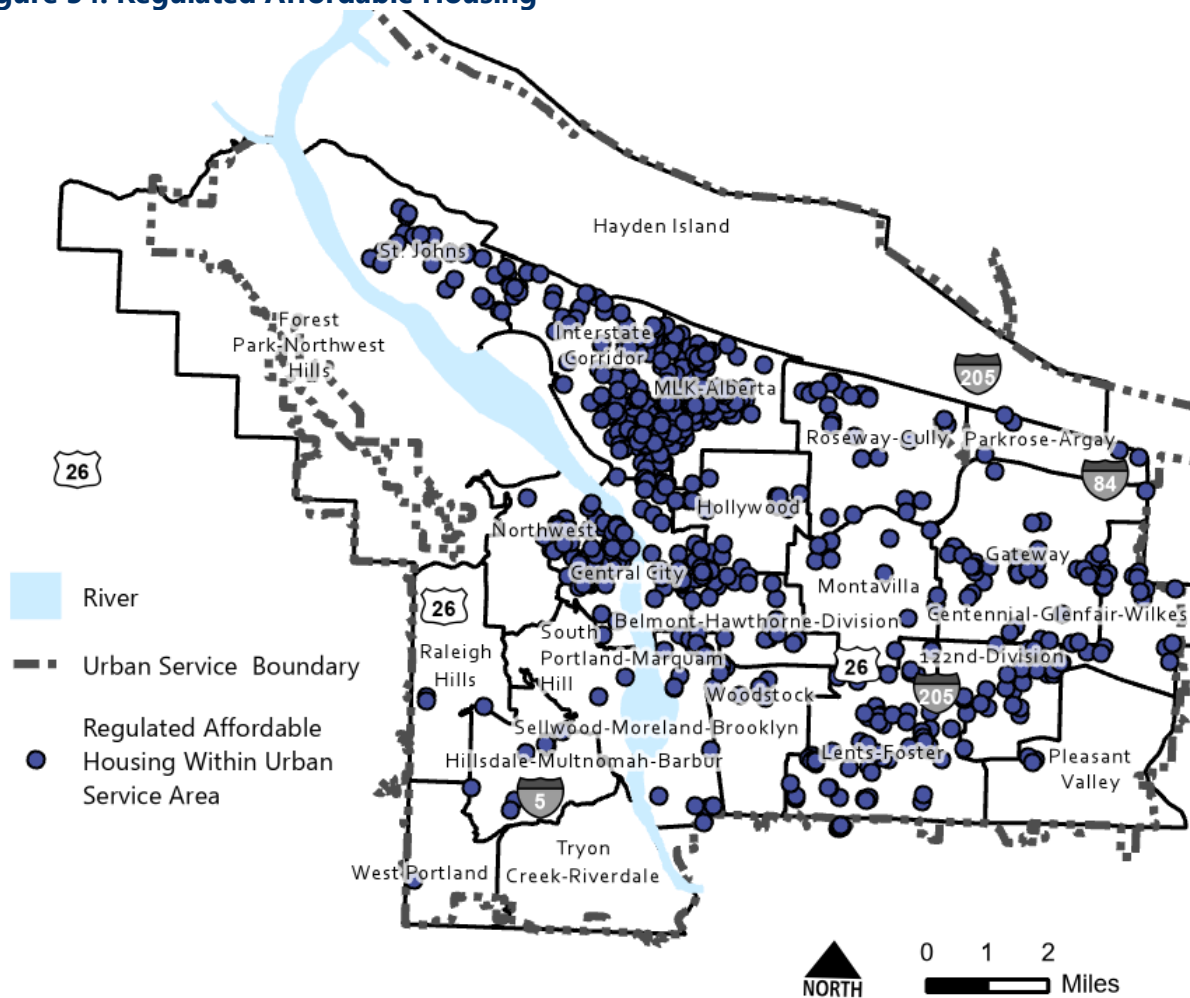 gure 34. Regulated Affordable Housing
Hayden Island
St. Johns
Forest
Park-Northwest
Hills
Interstate
Corridor
MLK-Alberta
205
Roseway-Cully
Parkrose-Argay
26
84
Hollywood
Northwest
Gateway
Central City
Montavilla
River
26
Belmont-Hawthorne-Division
Centennial-Glenfair-Wilkes
South
Portland-Marquam
Hill
Raleigh
Hills
26
122nd-Division
Urban Service Boundary
205
Woodstock
Sellwood-Moreland-Brooklyn
Regulated Affordable
Housing Within Urban
Service Area
Hillsdale-Multnomah-Barbur
Lents-Foster
Pleasant
Valley
5
Tryon
Creek-Riverdale
West Portland
NORTH
0 1 2
Miles